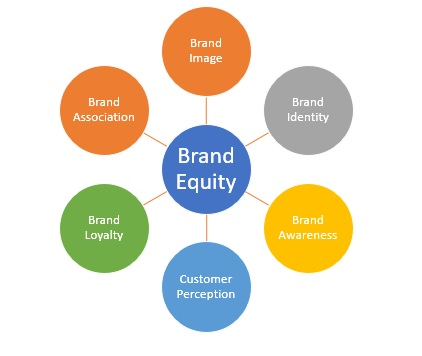 Brand
Image
Brand
Association
Brand
Identity
Brand
Equity
Brand
Loyalty
Brand
Awareness
Customer
Perception